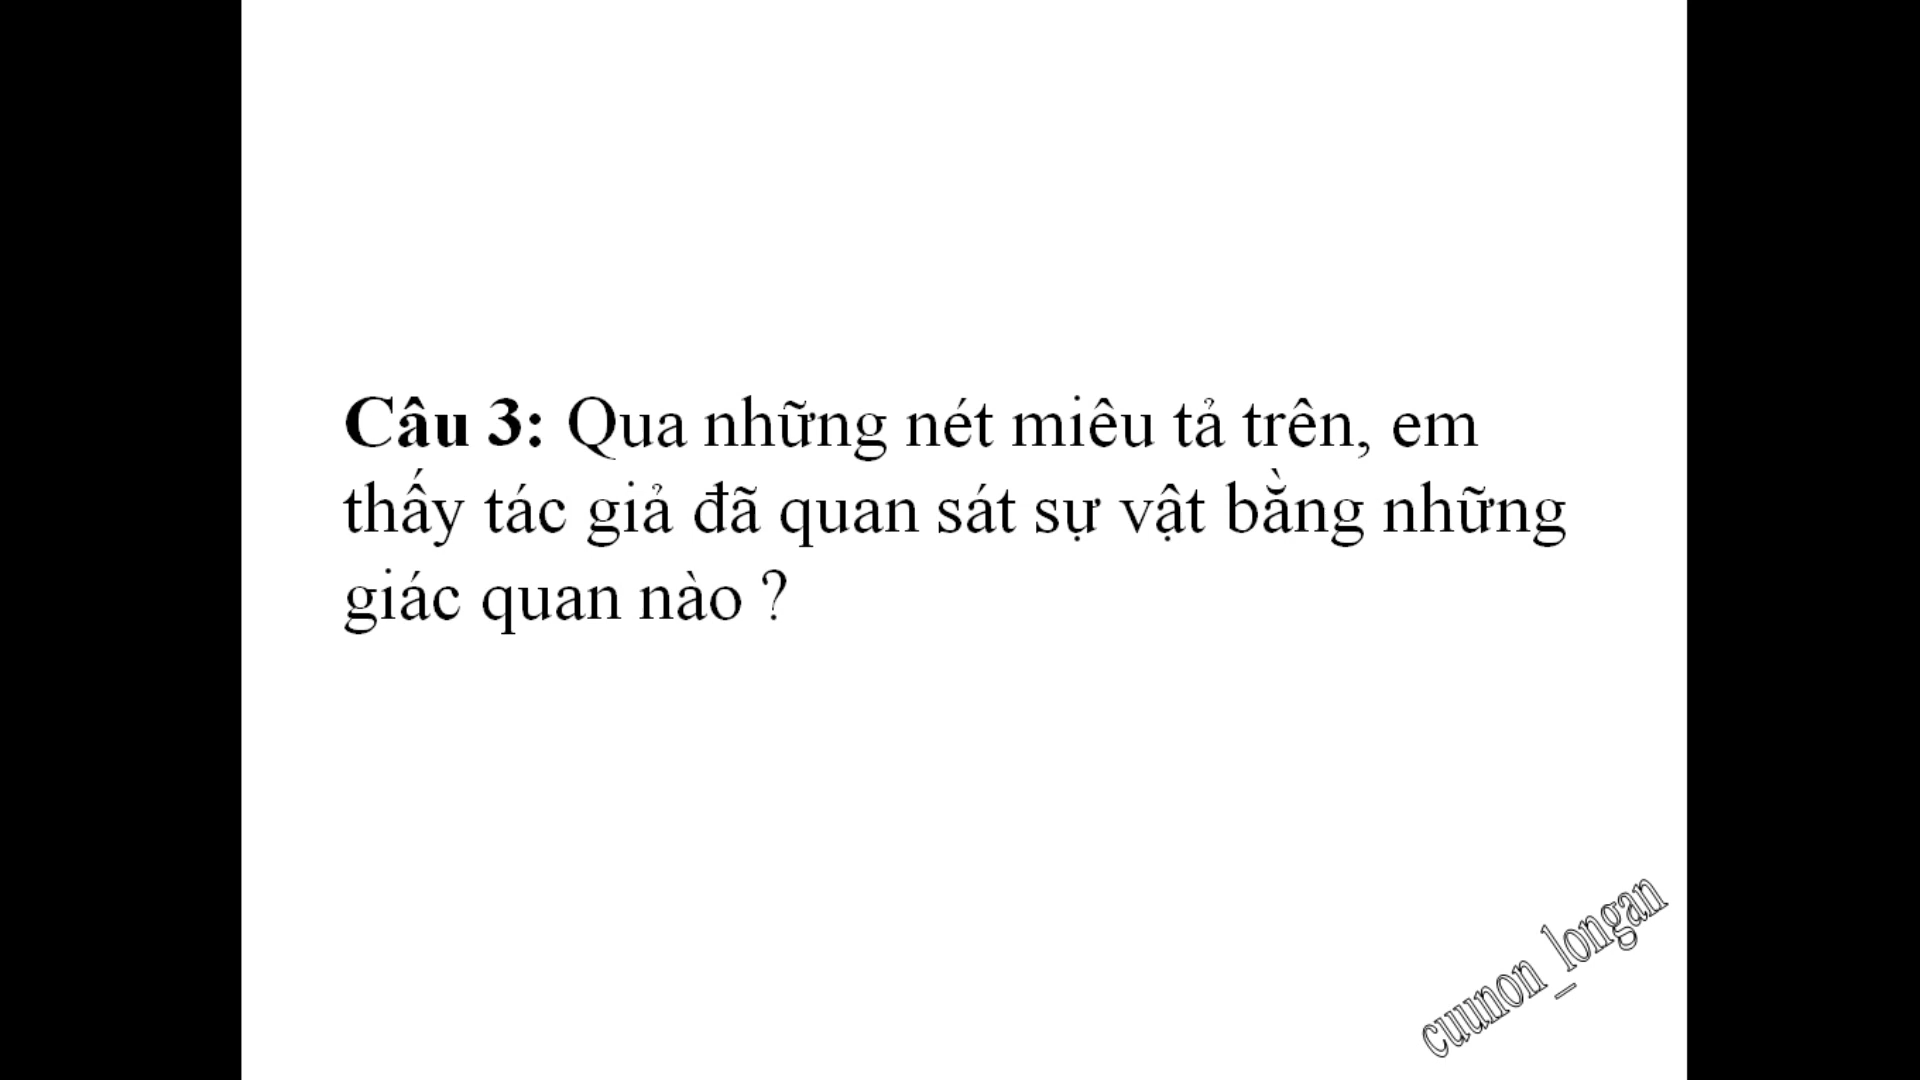 Câu 3: Qua những nét miêu tả trên, em
thấy tác giả đã quan sát sự vật bằng những
giác quan nào ?
cuunon_longan